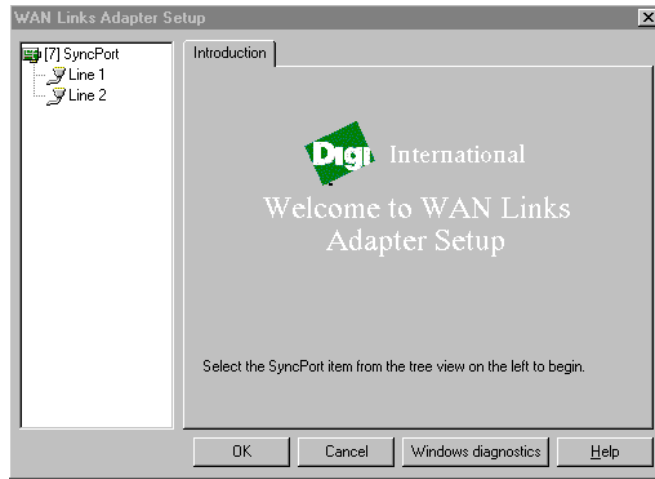 WAN Links Adapter Setup
[7] SyncPort
Line 1
Line 2
Introduction
Digi International
Welcome to WAN Links
Adapter Setup
Select the SyncPort item from the tree view on the left to begin.
OK
Cancel
Windows diagnostics
Help